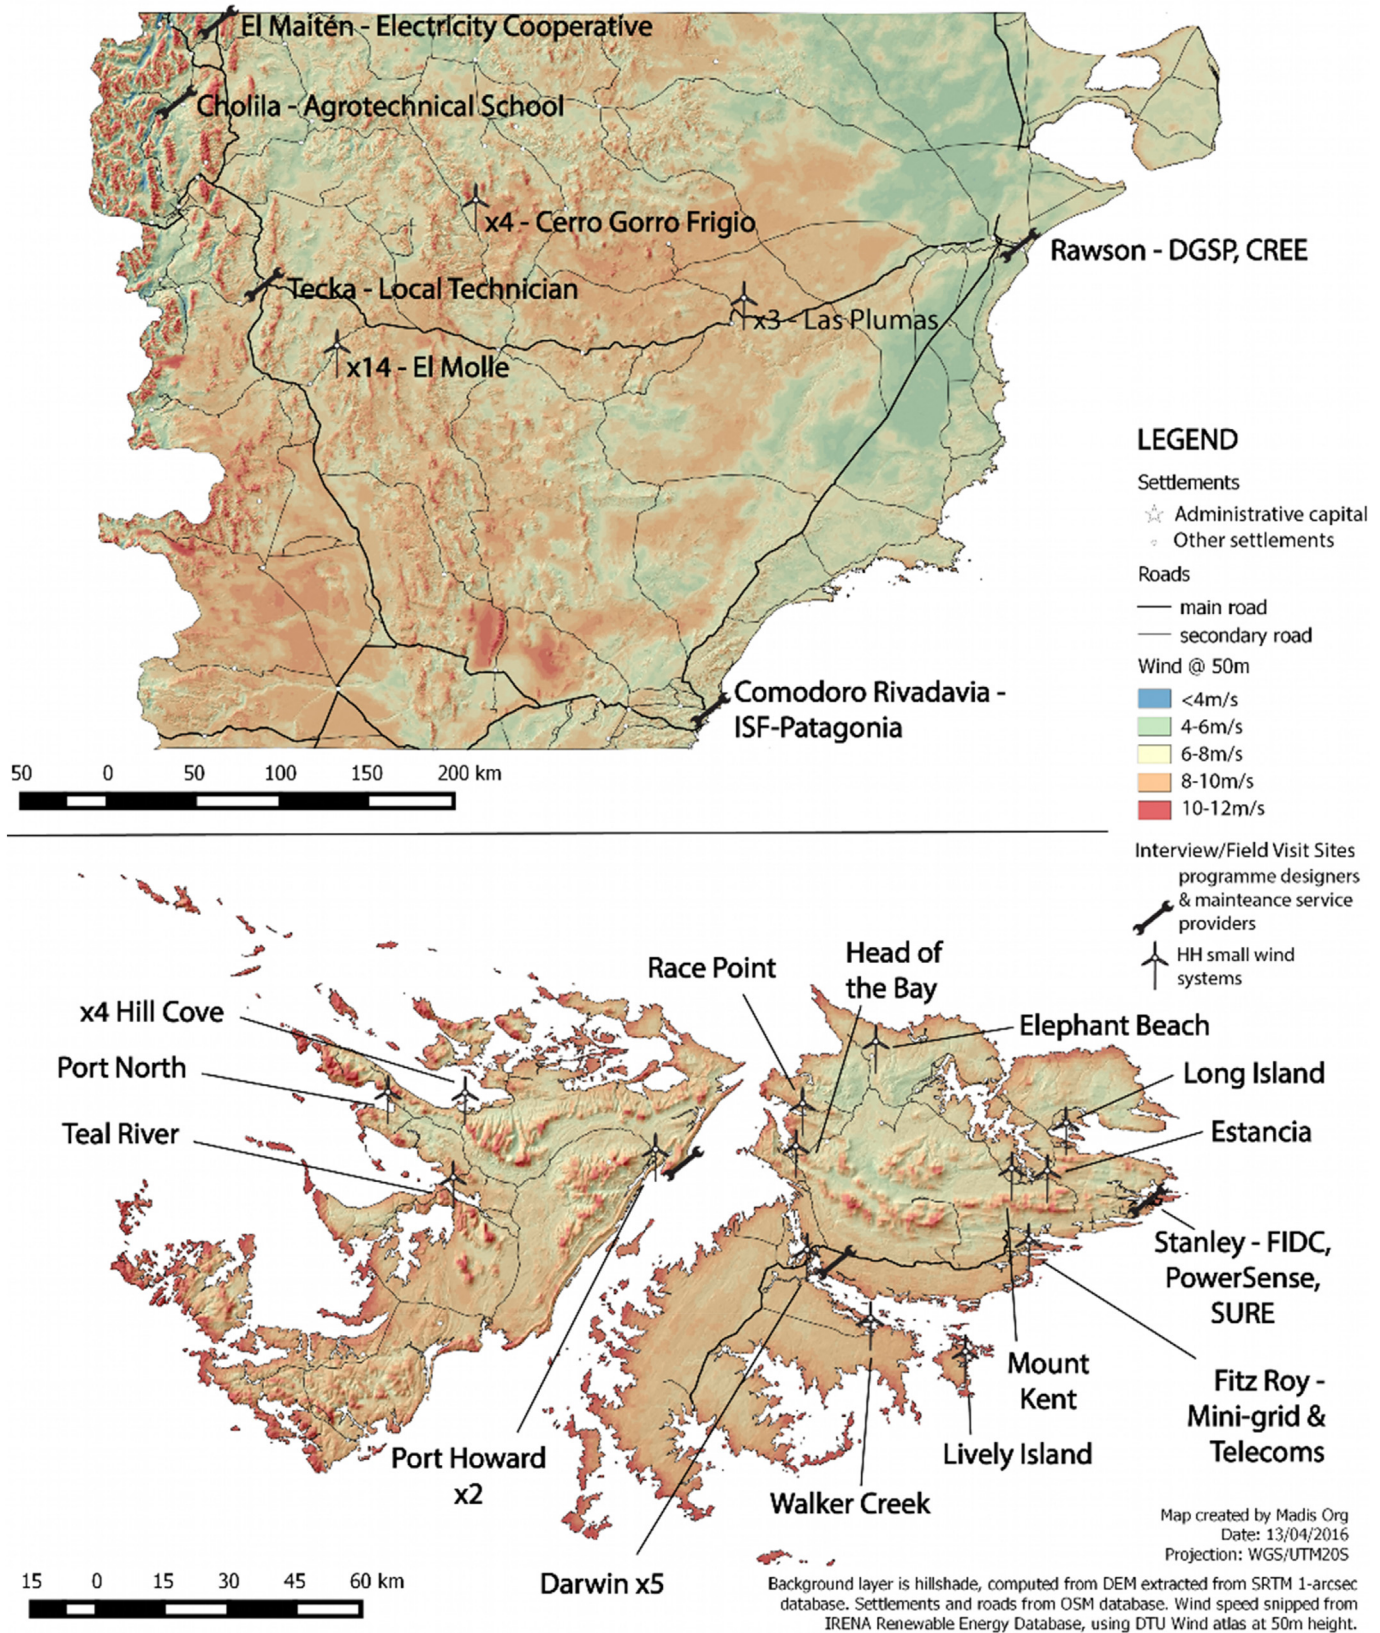 El Maitén - Electricity Cooperative
Cholila - Agrotechnical School
x4 - Cerro Gorro Frigio
Rawson - DGSP, CREE
Tecka - Local Technician
x3 - Las Plumas
x14 - El Molle
LEGEND
Settlements
Administrative capital
Other settlements
Roads
main road
secondary road
Wind @ 50m
<4m/s
4-6m/s
6-8m/s
8-10m/s
10-12m/s
Interview/Field Visit Sites
programme designers
& mainteance service
providers
HH small wind
systems
Comodoro Rivadavia -
ISF-Patagonia
50 0 50 100 150 200 km
Race Point
Head of
the Bay
x4 Hill Cove
Elephant Beach
Port North
Long Island
Teal River
Estancia
Stanley - FIDC,
PowerSense,
SURE
Mount
Kent
Fitz Roy -
Mini-grid &
Telecoms
Port Howard
x2
Lively Island
Walker Creek
Darwin x5
15 0 15 30 45 60 km
Map created by Madis Org
Date: 13/04/2016
Projection: WGS/UTM20S
Background layer is hillshade, computed from DEM extracted from SRTM 1-arcsec
database. Settlements and roads from OSM database. Wind speed snipped from
IRENA Renewable Energy Database, using DTU Wind atlas at 50m height.